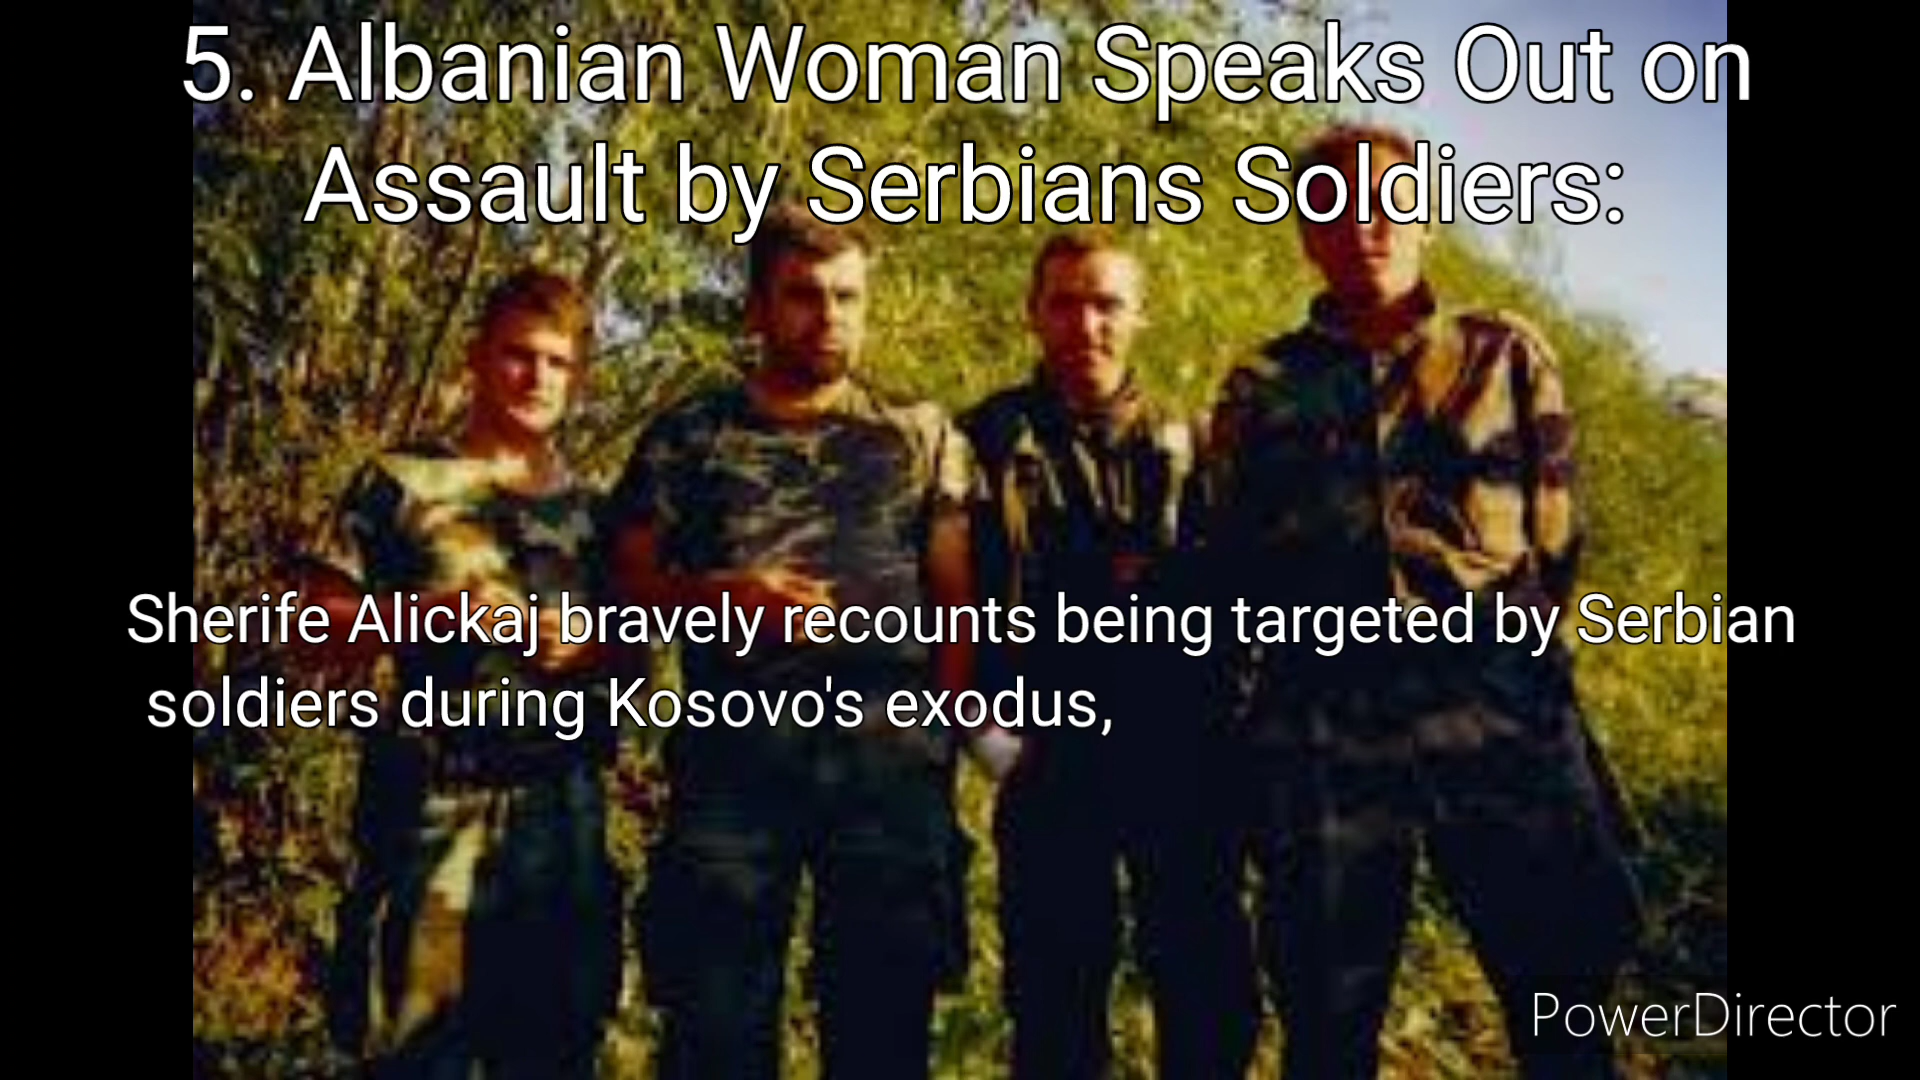 5. Albanian Woman Speaks Out on
Assault by Serbians Soldiers:
Sherife Alickaj bravely recounts being targeted by Serbian
soldiers during Kosovo's exodus,
PowerDirector